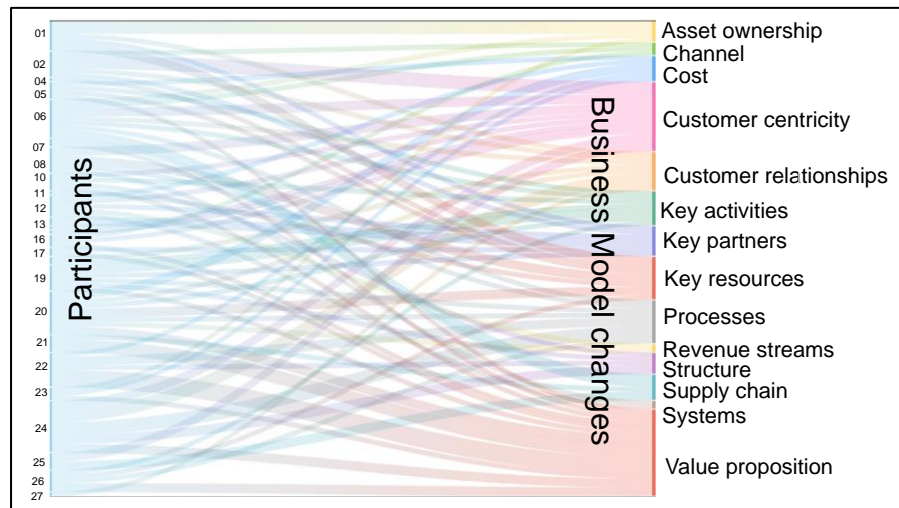 01
02
04
05
06
07
08
10
11
12
13
16
17
19
20
21
22
23
24
25
26
27
Participants
Business Model changes
Asset ownership
Channel
Cost
Customer centricity
Customer relationships
Key activities
Key partners
Key resources
Processes
Revenue streams
Structure
Supply chain
Systems
Value proposition